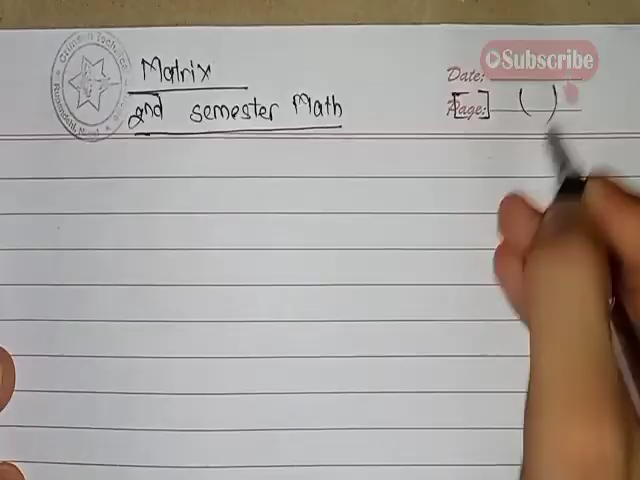 Subscribe
Matrix
Date:
2nd semester Math
[Page:] ( )